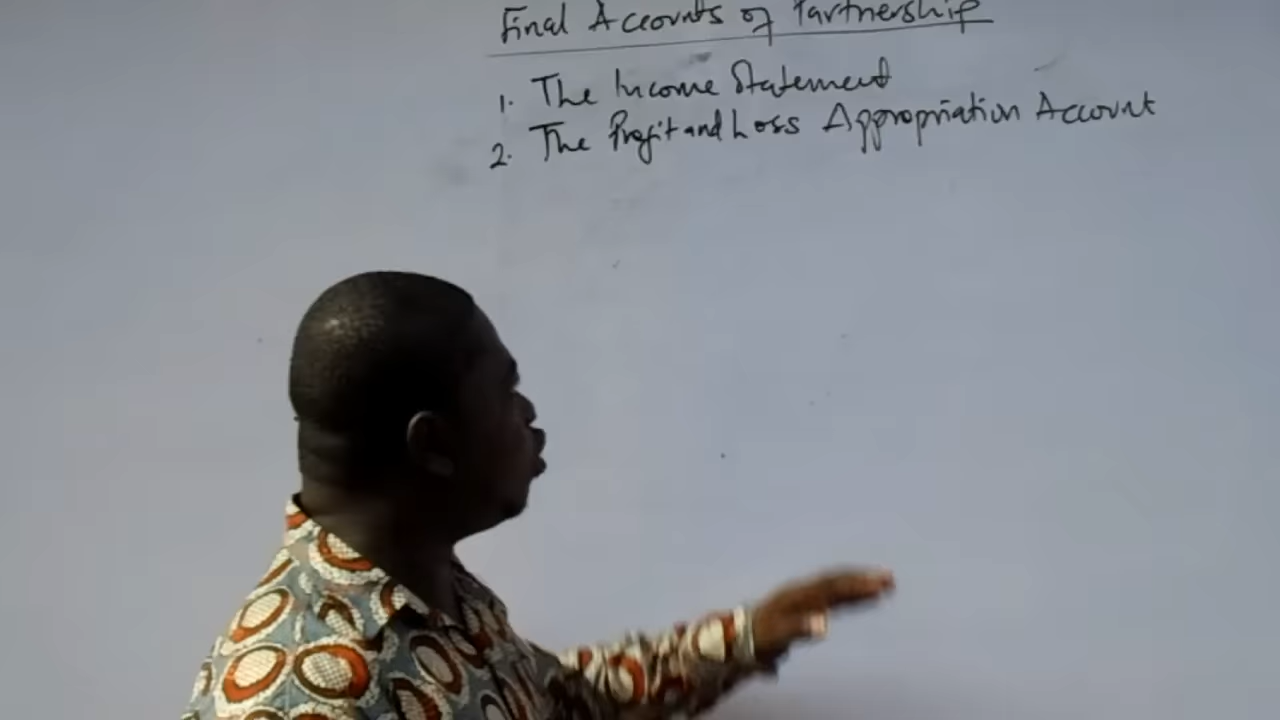 Final Accounts of Partnership
1. The Income Statement
2. The Profit and Loss Appropriation Account